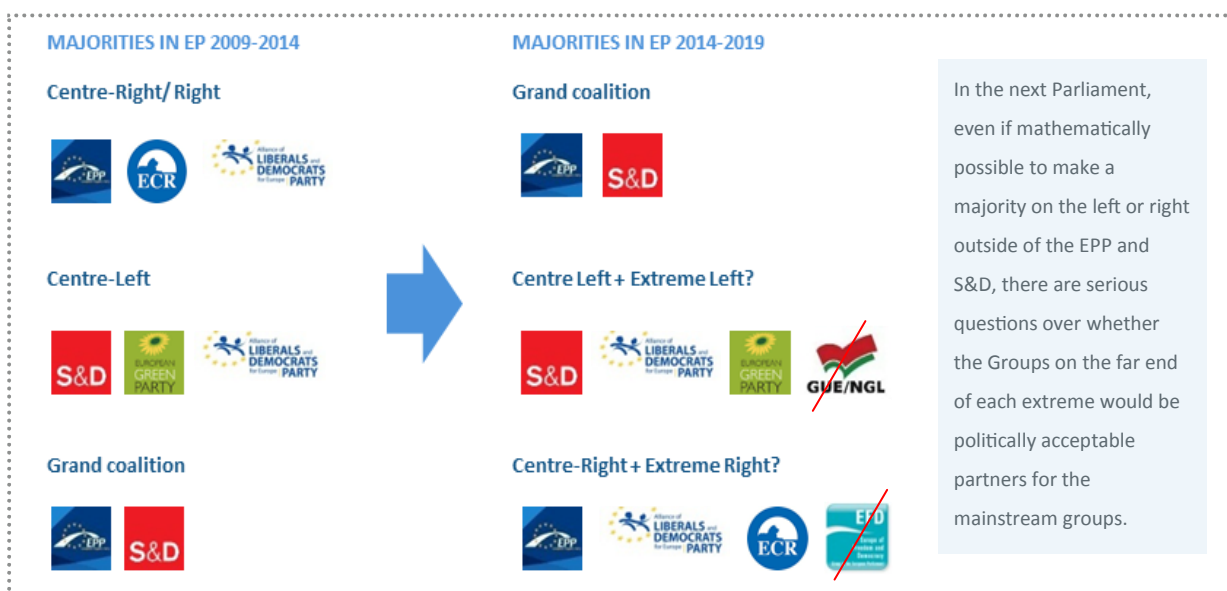 MAJORITIES IN EP 2009-2014
Centre-Right/ Right
EPP
ECR
Alliance of
LIBERALS and
DEMOCRATS
for Europe PARTY
Centre-Left
S&D
EUROPEAN
GREEN
PARTY
Alliance of
LIBERALS and
DEMOCRATS
for Europe PARTY
Grand coalition
EPP
S&D
MAJORITIES IN EP 2014-2019
Grand coalition
EPP
S&D
Centre Left + Extreme Left?
S&D
Alliance of
LIBERALS and
DEMOCRATS
for Europe PARTY
EUROPEAN
GREEN
PARTY
GUE/NGL
Centre-Right + Extreme Right?
EPP
Alliance of
LIBERALS and
DEMOCRATS
for Europe PARTY
ECR
EFD
Europe of
Freedom and
Democracy
In the next Parliament,
even if mathematically
possible to make a
majority on the left or right
outside of the EPP and
S&D, there are serious
questions over whether
the Groups on the far end
of each extreme would be
politically acceptable
partners for the
mainstream groups.